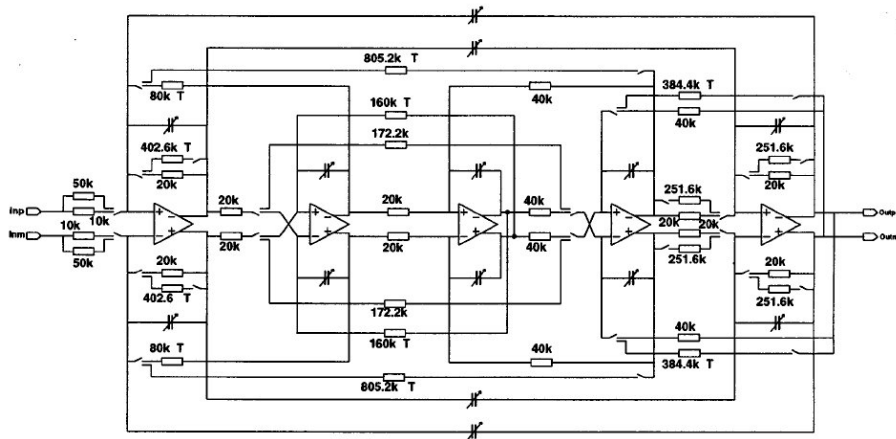 805.2k T
80k T
40k
384.4k T
160k T
40k
402.6k T
172.2k
251.6k
20k
50k
20k
251.6k
20k
inp
10k
20k
20k
40k
Outp
10k
20k
20k
Inm
20k
20k
40k
Outn
50k
251.6k
20k
20k
402.6 T
251.6k
172.2k
40k
160k T
80k T
40k
384.4k T
805.2k T
+
−
+
−
+
−
+
−
+
−
+
−
+
−
+
−
+
−
+
−